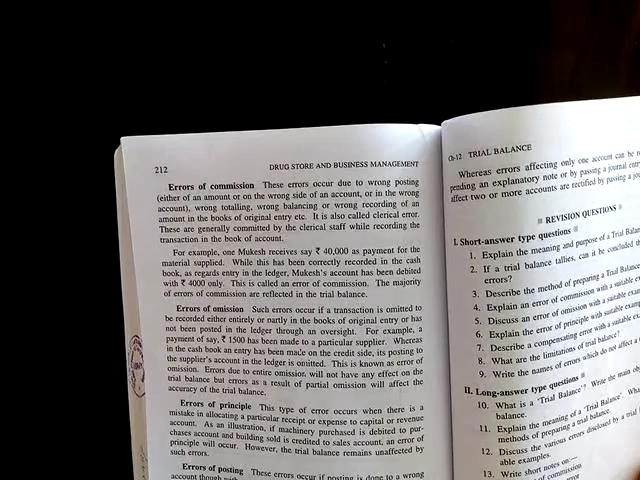 212
DRUG STORE AND BUSINESS MANAGEMENT
Errors of commission These errors occur due to wrong posting
(either of an amount or on the wrong side of an account, or in the wrong
account), wrong totalling, wrong balancing or wrong recording of an
amount in the books of original entry etc. It is also called clerical error.
These are generally committed by the clerical staff while recording the
transaction in the book of account.
For example, one Mukesh receives say ₹ 40,000 as payment for the
material supplied. While this has been correctly recorded in the cash
book, as regards entry in the ledger, Mukesh's account has been debited
with ₹ 4000 only. This is called an error of commission. The majority
of errors of commission are reflected in the trial balance.
Errors of omission Such errors occur if a transaction is omitted to
be recorded either entirely or partly in the books of original entry or has
not been posted in the ledger through an oversight. For example, a
payment of say, ₹ 1500 has been made to a particular supplier. Whereas
in the cash book an entry has been made on the credit side, its posting to
the supplier's account in the ledger is omitted. This is known as error of
omission. Errors due to entire omission, will not have any effect on the
trial balance but errors as a result of partial omission will affect the
accuracy of the trial balance.
Errors of principle This type of error occurs when there is a
mistake in allocating a particular receipt or expense to capital or revenue
account. As an illustration, if machinery purchased is debited to pur-
chases account and building sold is credited to sales account, an error of
principle will occur. However, the trial balance remains unaffected by
such errors.
Errors of posting These errors occur if posting is done to a wrong
account though
Ch-12 TRIAL BALANCE
Whereas errors affecting only one account can be
pending an explanatory note or by passing a journal
affect two or more accounts are rectified by passing a
REVISION QUESTIONS
I. Short-answer type questions
1. Explain the meaning and purpose of a Trial
2. If a trial balance tallies, can it be concluded
errors?
3. Describe the method of preparing a Trial
4. Explain an error of commission with a suitable
5. Discuss an error of omission with a suitable
6. Explain the error of principle with suitable
7. Describe a compensating error with a suitable
8. What are the limitations of trial balance?
9. Write the names of errors which do not affect
II. Long-answer type questions
10. What is a 'Trial Balance'? Write the main
balance.
11. Explain the meaning of a 'Trial Balance'.
methods of preparing a trial balance.
12. Discuss the various errors disclosed by a trial
able examples.
13. Write short notes on:—
of commission